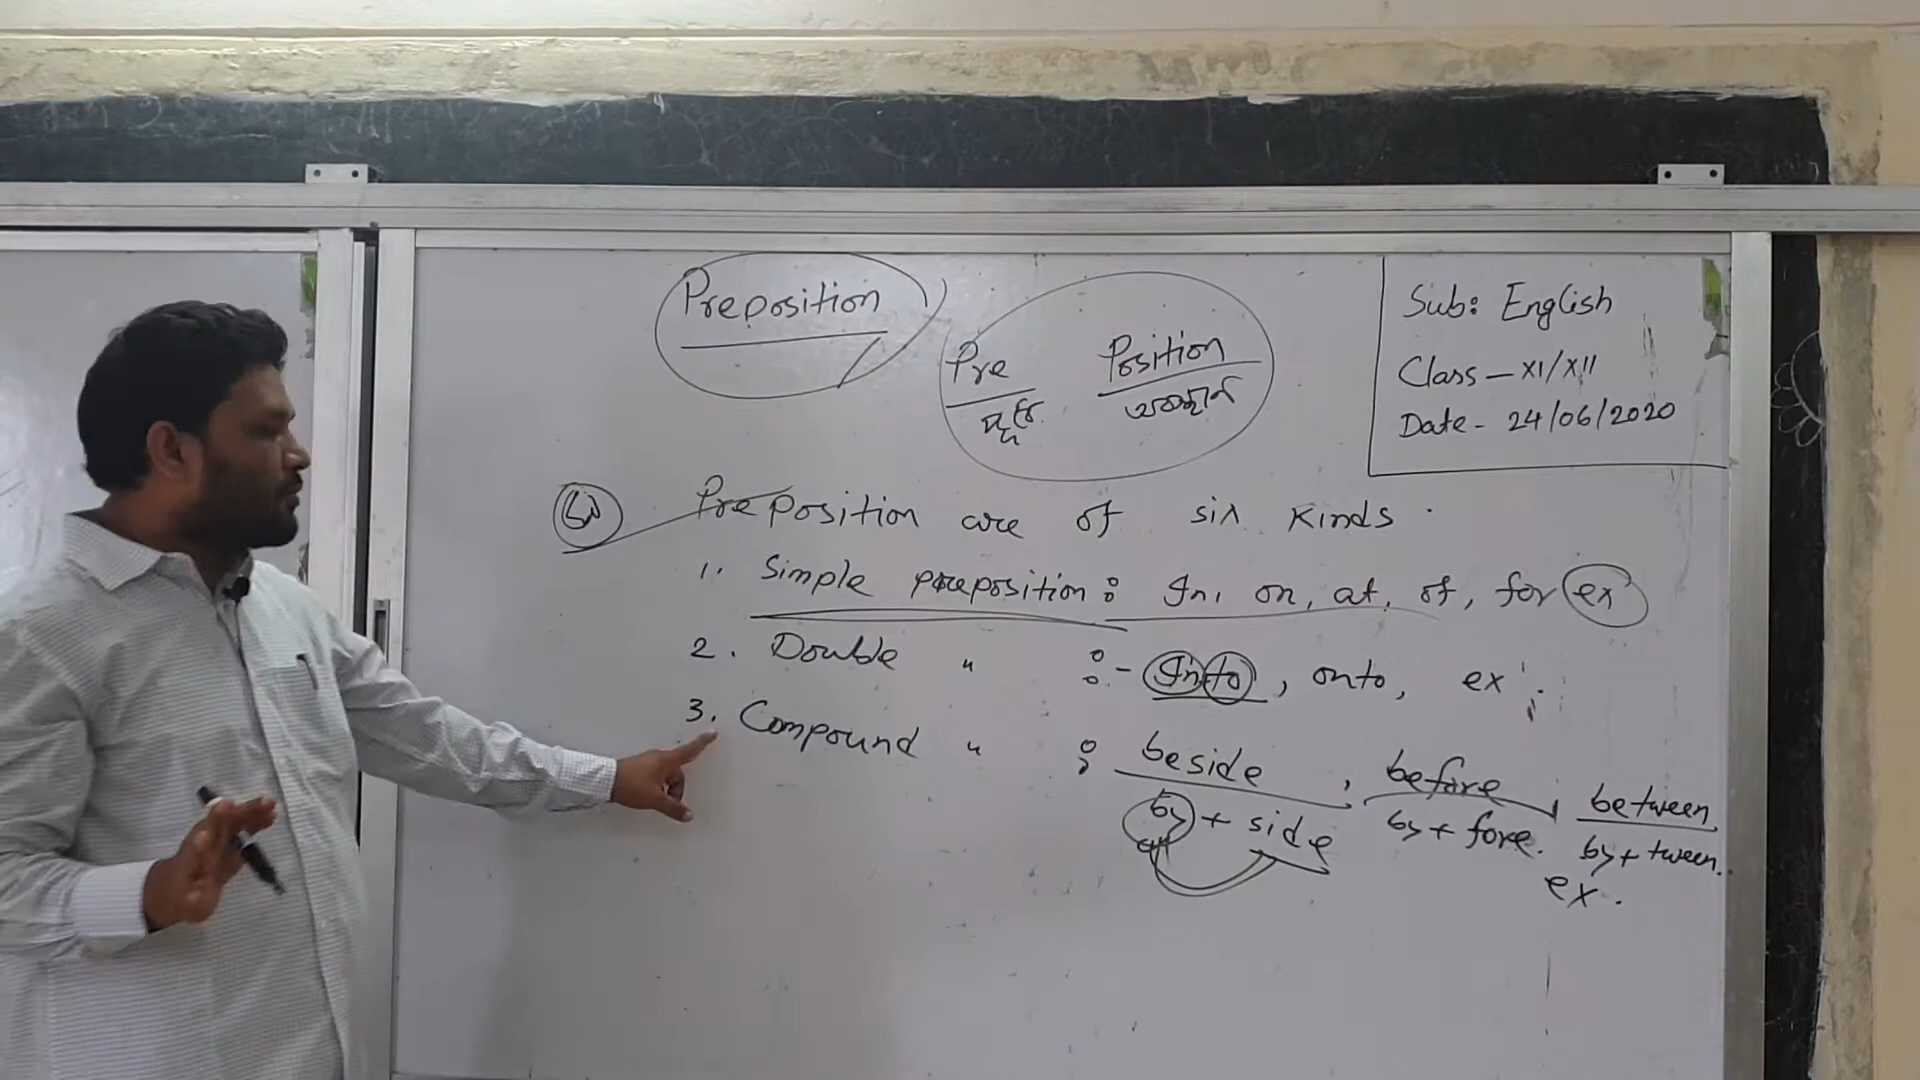 Preposition
Pre Position
পূর্বে অবস্থান
Sub: English
Class – XI/XII
Date - 24/06/2020
Preposition are of six kinds.
1. Simple preposition: In, on, at, of, for ex
2. Double " :- Into, onto, ex.
3. Compound " : beside, before, between
by + side by + fore. by + tween.
ex.